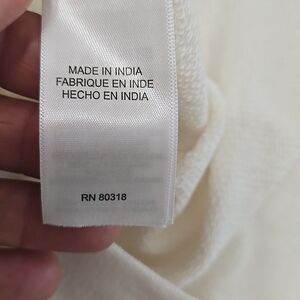 MADE IN INDIA
FABRIQUE EN INDE
HECHO EN INDIA
RN 80318